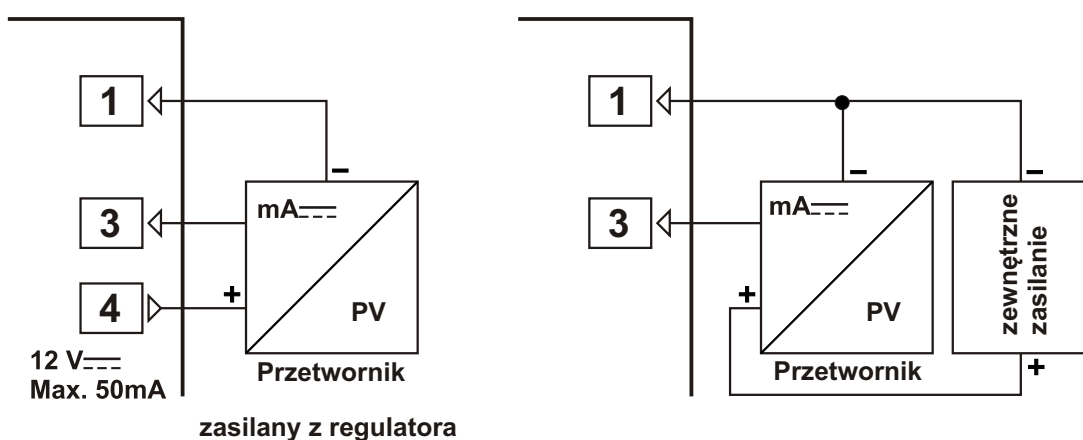 1
–
mA
3
+
4
PV
12 V
Max. 50mA
Przetwornik
zasilany z regulatora
1
–
–
mA
3
+
PV
zewnętrzne
zasilanie
+
Przetwornik